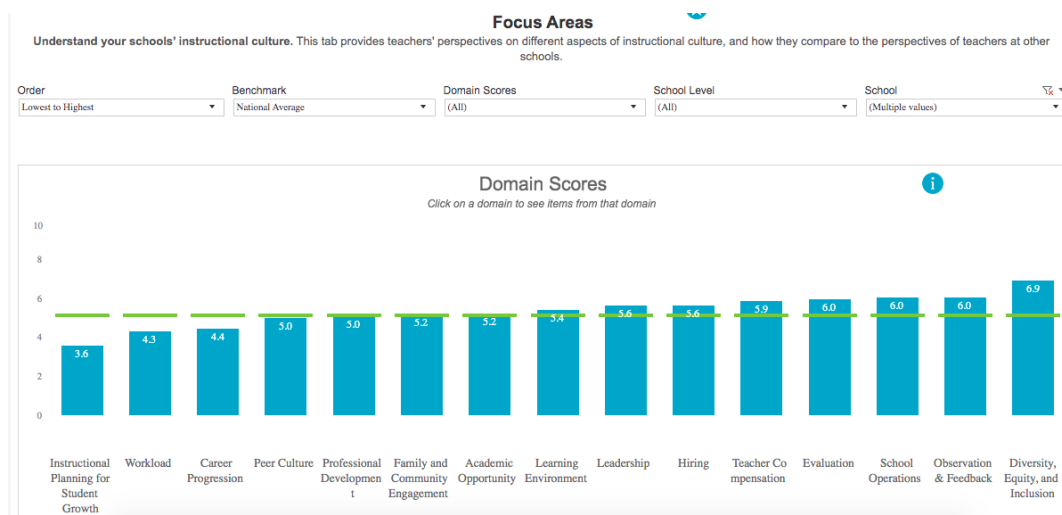 Focus Areas
Understand your schools' instructional culture. This tab provides teachers' perspectives on different aspects of instructional culture, and how they compare to the perspectives of teachers at other
schools.
Order Benchmark Domain Scores School Level School
Lowest to Highest National Average (All) (All) (Multiple values)
Domain Scores
i
Click on a domain to see items from that domain
10
8
6
4
2
0
3.6 4.3 4.4 5.0 5.0 5.2 5.2 5.4 5.6 5.6 5.9 6.0 6.0 6.0 6.9
Instructional
Planning for
Student
Growth
Workload
Career
Progression
Peer Culture
Professional
Developmen
t
Family and
Community
Engagement
Academic
Opportunity
Learning
Environment
Leadership
Hiring
Teacher Co
mpensation
Evaluation
School
Operations
Observation
& Feedback
Diversity,
Equity, and
Inclusion